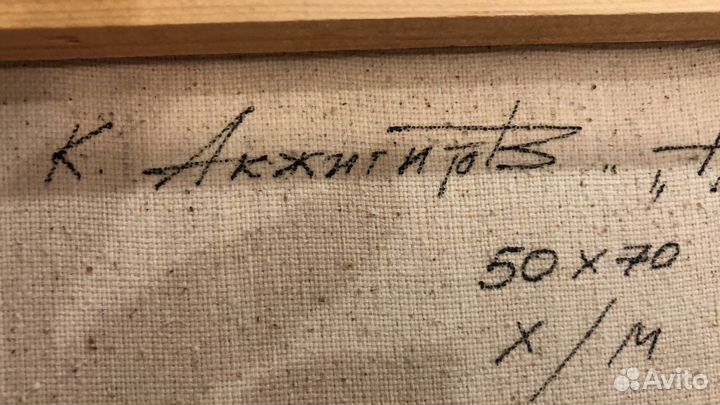 К. Акжигитов
50 x 70
х/м
Avito